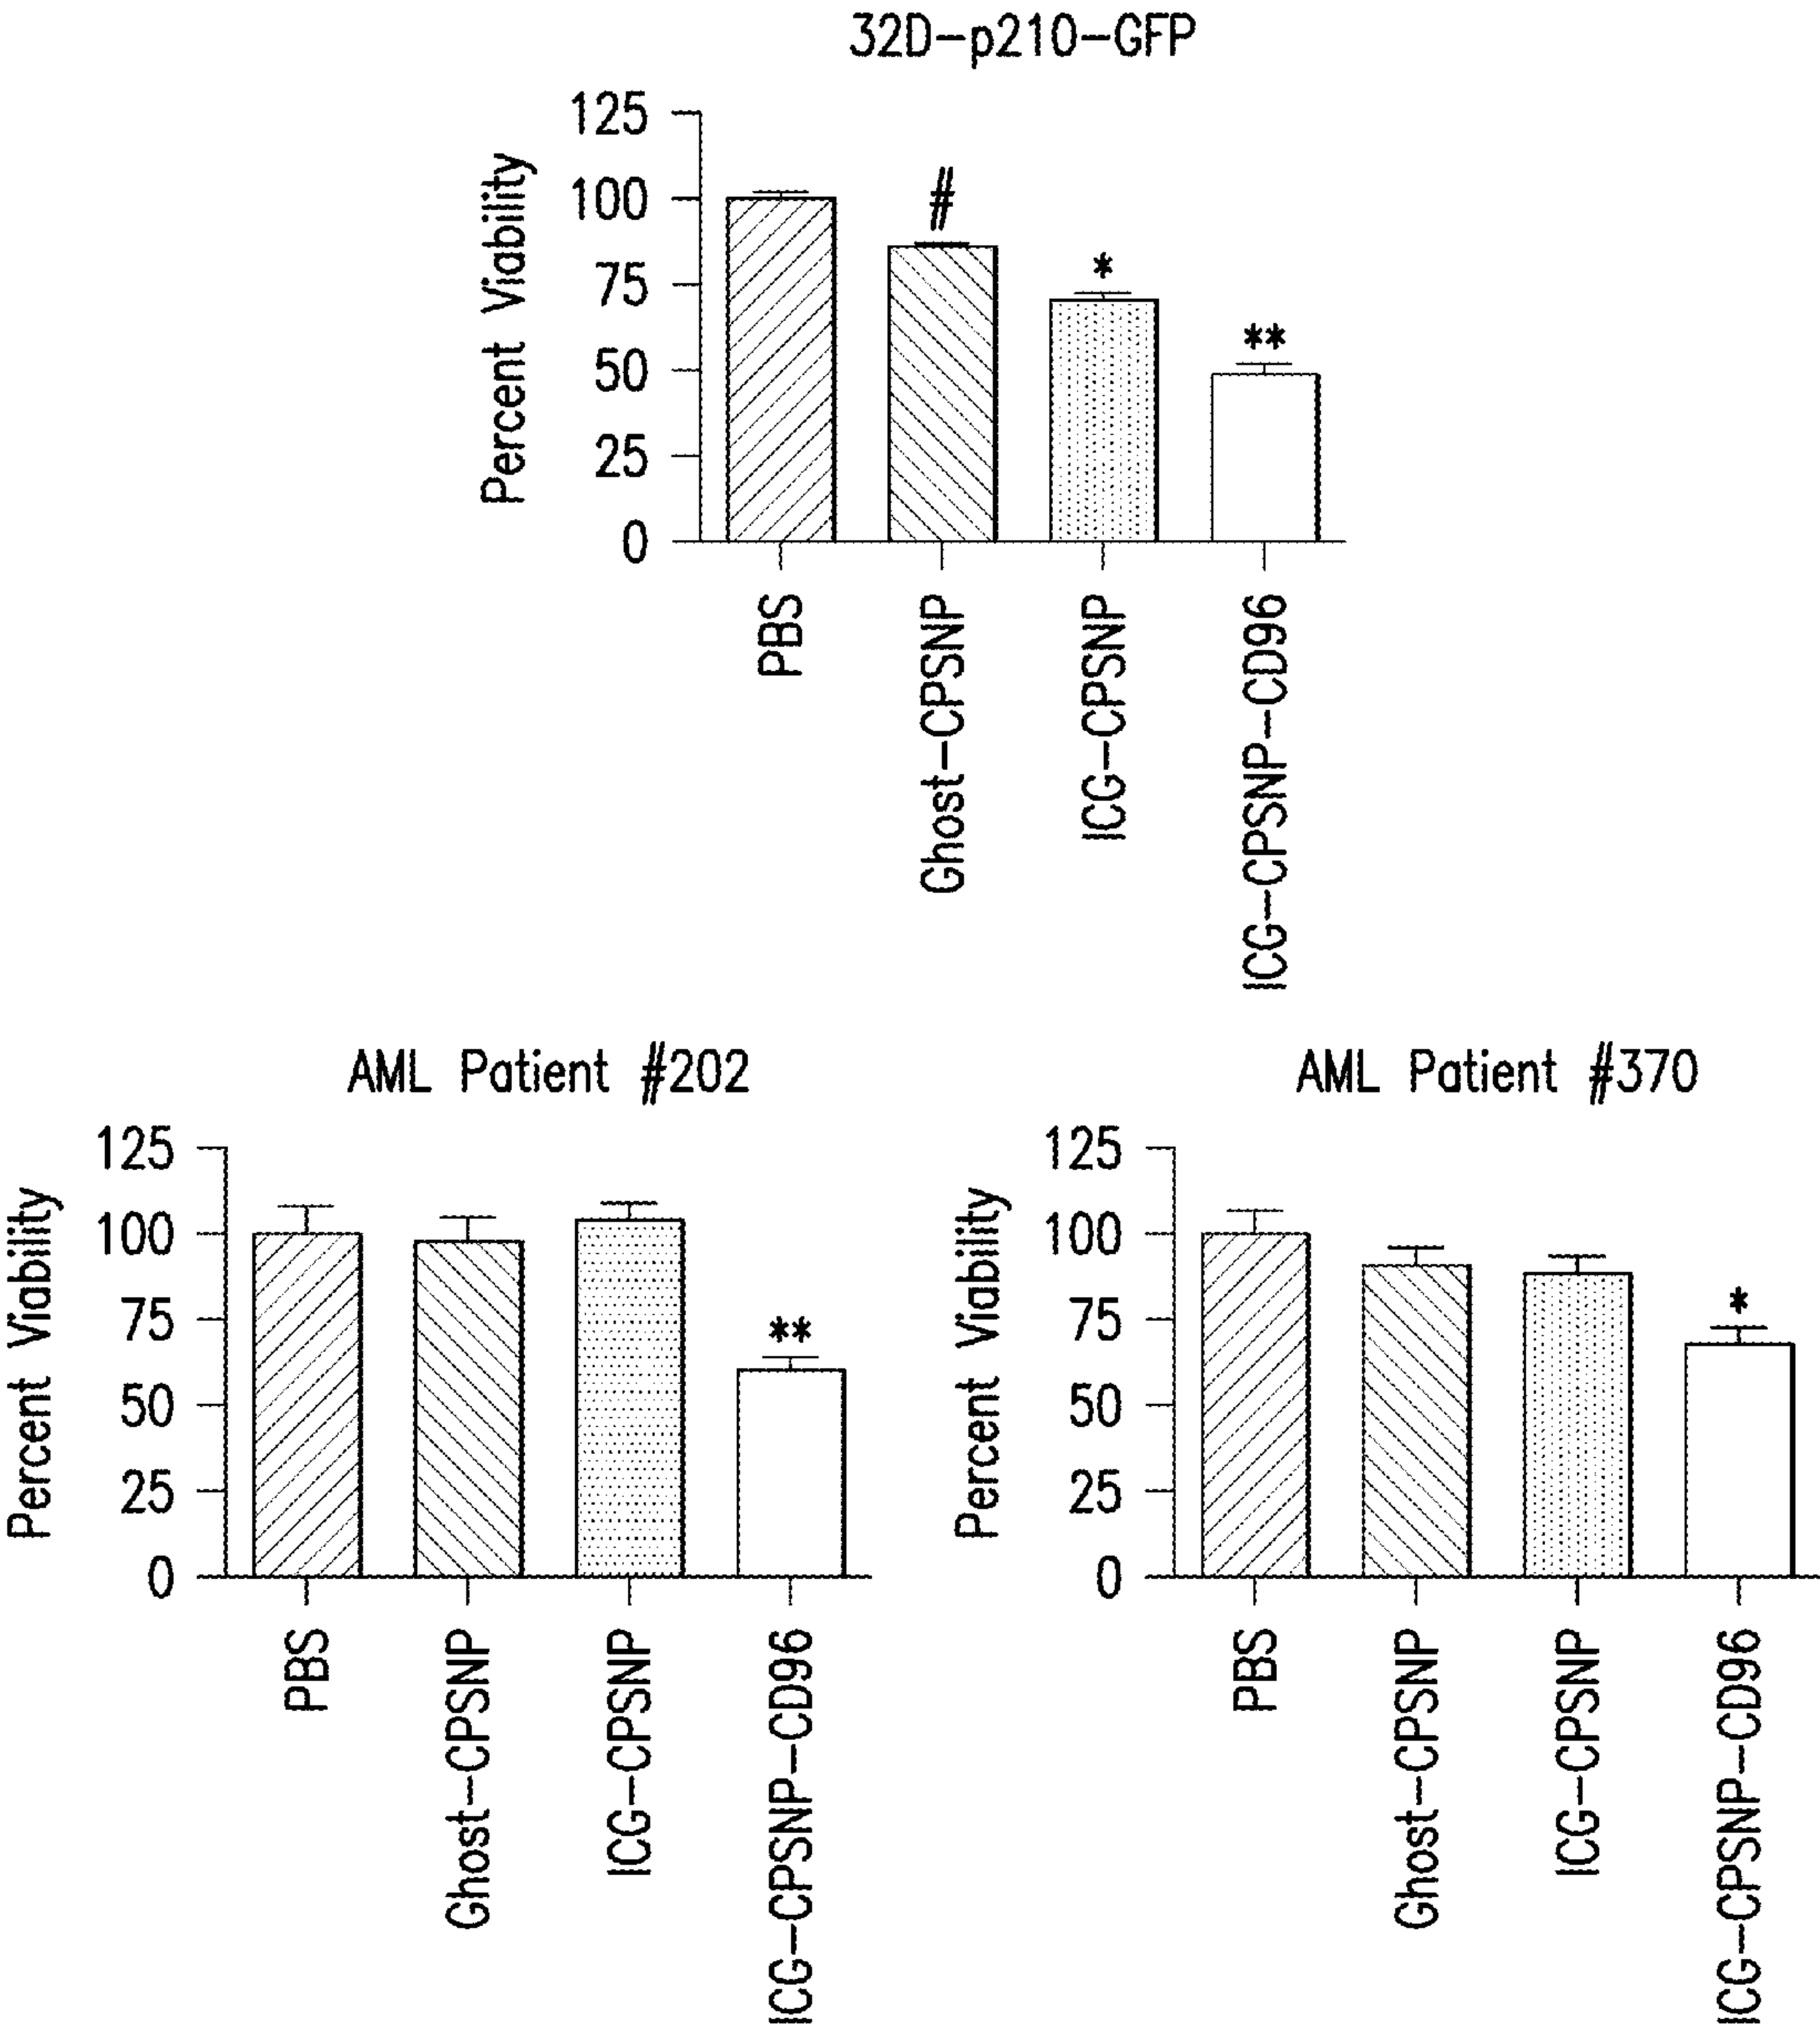 32D-p210-GFP
Percent Viability
125
100
75
50
25
0
#
*
**
PBS
Ghost-CPSNP
ICG-CPSNP
ICG-CPSNP-CD96
AML Patient #202
Percent Viability
125
100
75
50
25
0
**
PBS
Ghost-CPSNP
ICG-CPSNP
ICG-CPSNP-CD96
AML Patient #370
Percent Viability
125
100
75
50
25
0
*
PBS
Ghost-CPSNP
ICG-CPSNP
ICG-CPSNP-CD96